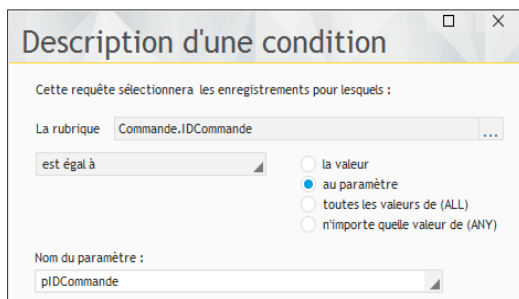 Description d'une condition
Cette requête sélectionnera les enregistrements pour lesquels :
La rubrique Commande.IDCommande ...
est égal à
la valeur
au paramètre
toutes les valeurs de (ALL)
n'importe quelle valeur de (ANY)
Nom du paramètre :
pIDCommande